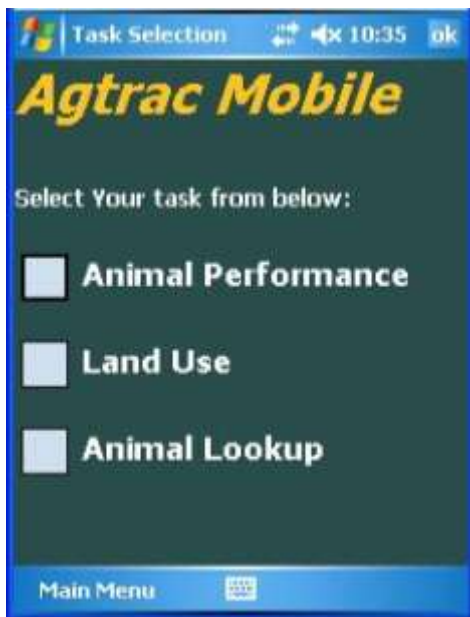 Task Selection 10:35 ok
Agtrac Mobile
Select Your task from below:
Animal Performance
Land Use
Animal Lookup
Main Menu